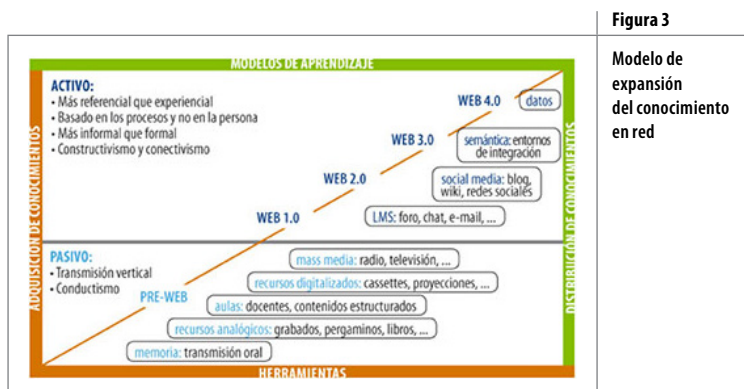 Figura 3
Modelo de
expansión
del conocimiento
en red
MODELOS DE APRENDIZAJE
ADQUISICIÓN DE CONOCIMIENTOS
ACTIVO:
• Más referencial que experiencial
• Basado en los procesos y no en la persona
• Más informal que formal
• Constructivismo y conectivismo
WEB 4.0
datos
WEB 3.0
semántica: entornos
de integración
WEB 2.0
social media: blog,
wiki, redes sociales
WEB 1.0
LMS: foro, chat, e-mail, ...
PASIVO:
• Transmisión vertical
• Conductismo
PRE-WEB
mass media: radio, televisión, ...
recursos digitalizados: cassettes, proyecciones, ...
aulas: docentes, contenidos estructurados
recursos analógicos: grabados, pergaminos, libros, ...
memoria: transmisión oral
DISTRIBUCIÓN DE CONOCIMIENTOS
HERRAMIENTAS